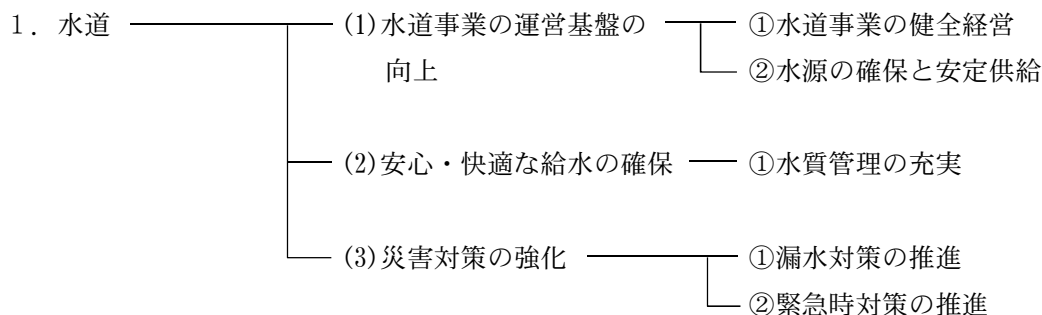 １．水道
(1)水道事業の運営基盤の
向上
①水道事業の健全経営
②水源の確保と安定供給
(2)安心・快適な給水の確保
①水質管理の充実
(3)災害対策の強化
①漏水対策の推進
②緊急時対策の推進